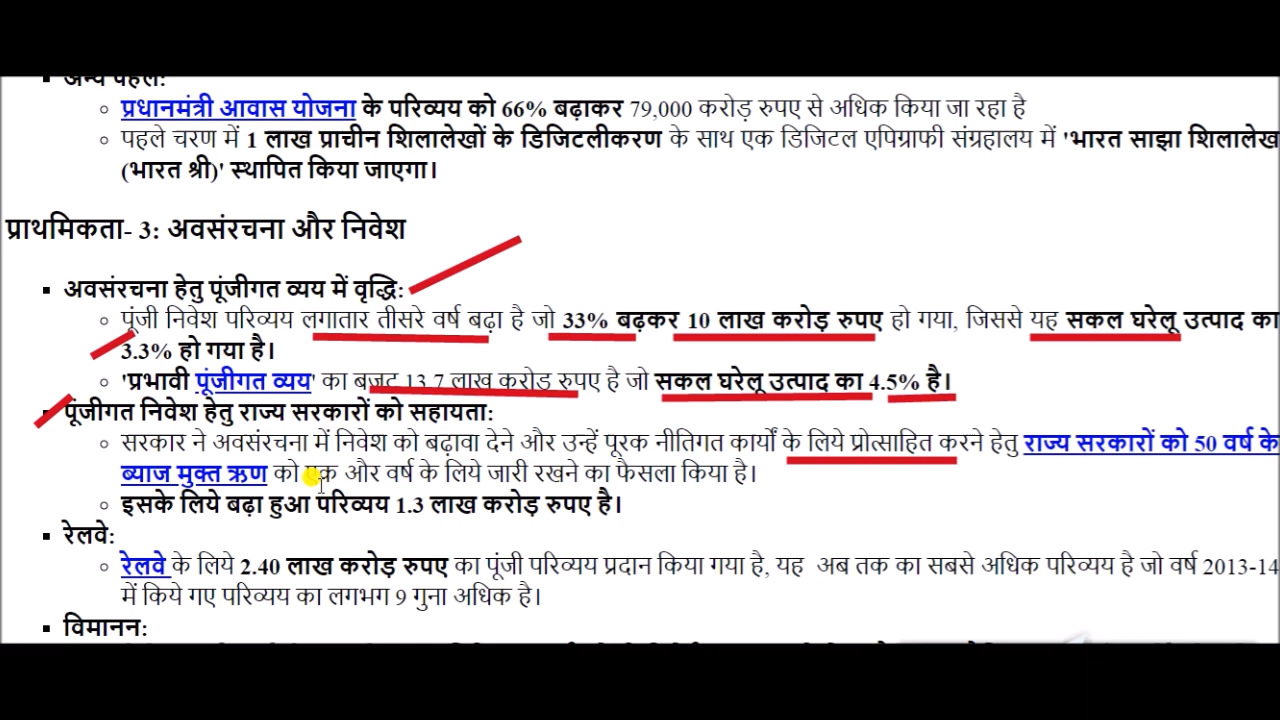 अन्य पहल:
प्रधानमंत्री आवास योजना के परिव्यय को 66% बढ़ाकर 79,000 करोड़ रुपए से अधिक किया जा रहा है
पहले चरण में 1 लाख प्राचीन शिलालेखों के डिजिटलीकरण के साथ एक डिजिटल एपिग्राफी संग्रहालय में 'भारत साझा शिलालेख
(भारत श्री)' स्थापित किया जाएगा।
प्राथमिकता- 3: अवसंरचना और निवेश
अवसंरचना हेतु पूंजीगत व्यय में वृद्धि:
पूंजी निवेश परिव्यय लगातार तीसरे वर्ष बढ़ा है जो 33% बढ़कर 10 लाख करोड़ रुपए हो गया, जिससे यह सकल घरेलू उत्पाद का
3.3% हो गया है।
'प्रभावी पूंजीगत व्यय' का बजट 13.7 लाख करोड़ रुपए है जो सकल घरेलू उत्पाद का 4.5% है।
पूंजीगत निवेश हेतु राज्य सरकारों को सहायता:
सरकार ने अवसंरचना में निवेश को बढ़ावा देने और उन्हें पूरक नीतिगत कार्यों के लिये प्रोत्साहित करने हेतु राज्य सरकारों को 50 वर्ष के
ब्याज मुक्त ऋण को एक और वर्ष के लिये जारी रखने का फैसला किया है।
इसके लिये बढ़ा हुआ परिव्यय 1.3 लाख करोड़ रुपए है।
रेलवे:
रेलवे के लिये 2.40 लाख करोड़ रुपए का पूंजी परिव्यय प्रदान किया गया है, यह अब तक का सबसे अधिक परिव्यय है जो वर्ष 2013-14
में किये गए परिव्यय का लगभग 9 गुना अधिक है।
विमानन: